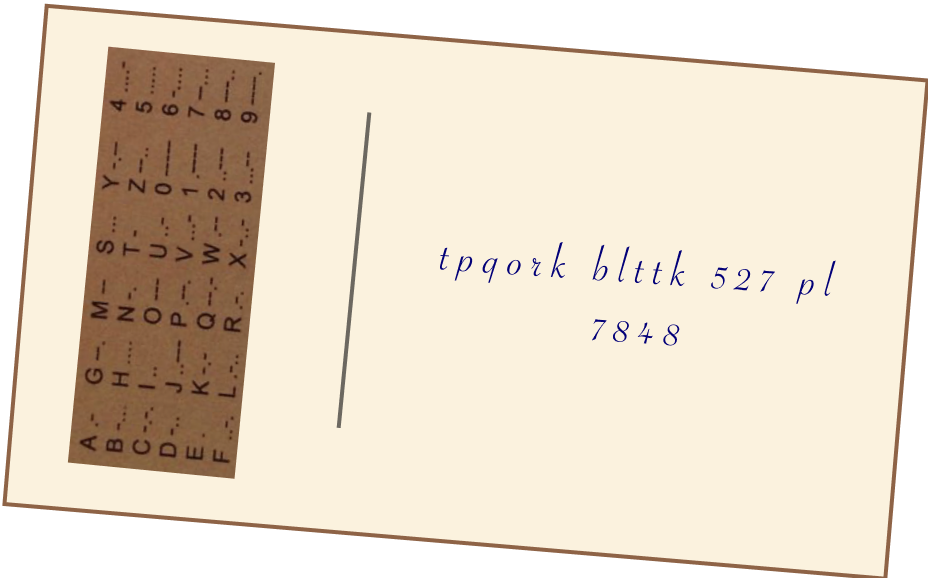 A .- G --. M -- S ... Y -.-- 4 ....-
B -... H .... N -. T - Z --.. 5 .....
C -.-. I .. O --- U ..- 0 ----- 6 -....
D -.. J .--- P .--. V ...- 1 .---- 7 --...
E . K -.- Q --.- W .-- 2 ..--- 8 ---..
F ..-. L .-.. R .-. X -..- 3 ...-- 9 ----.
tpqork blttk 527 pl
7848